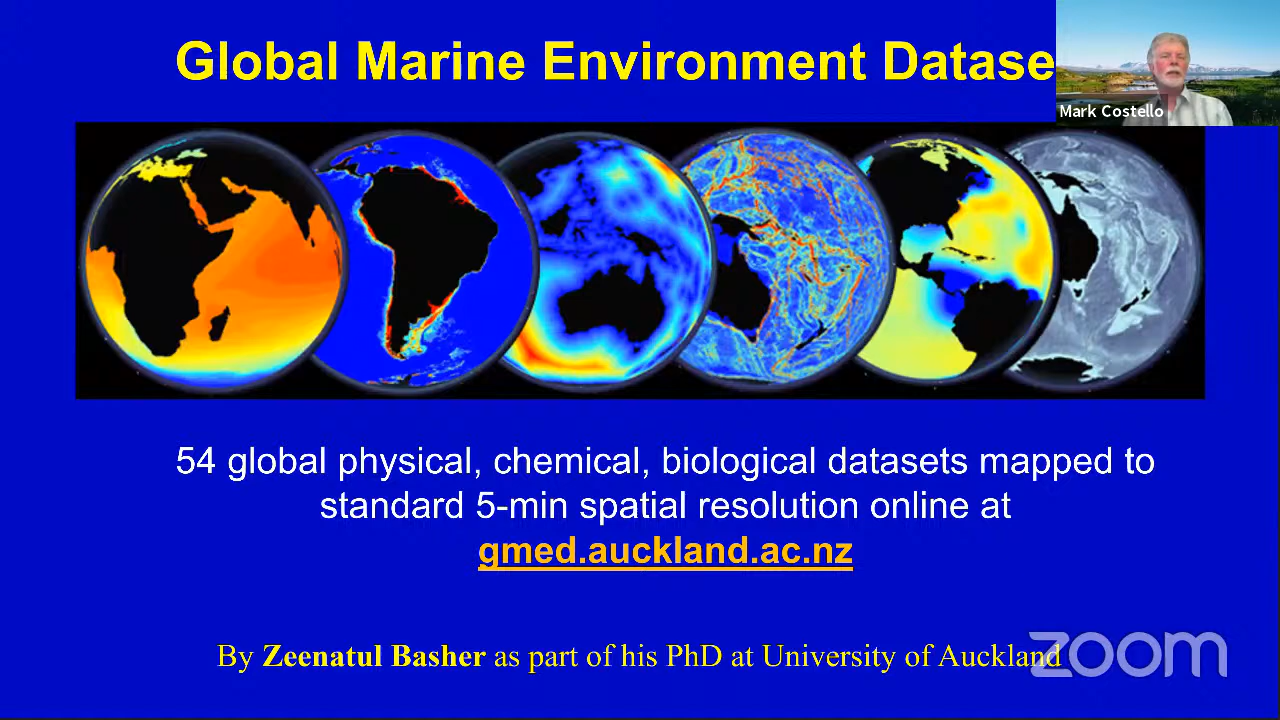 Global Marine Environment Datase
Mark Costello
54 global physical, chemical, biological datasets mapped to
standard 5-min spatial resolution online at
gmed.auckland.ac.nz
By Zeenatul Basher as part of his PhD at University of Auckland
zoom